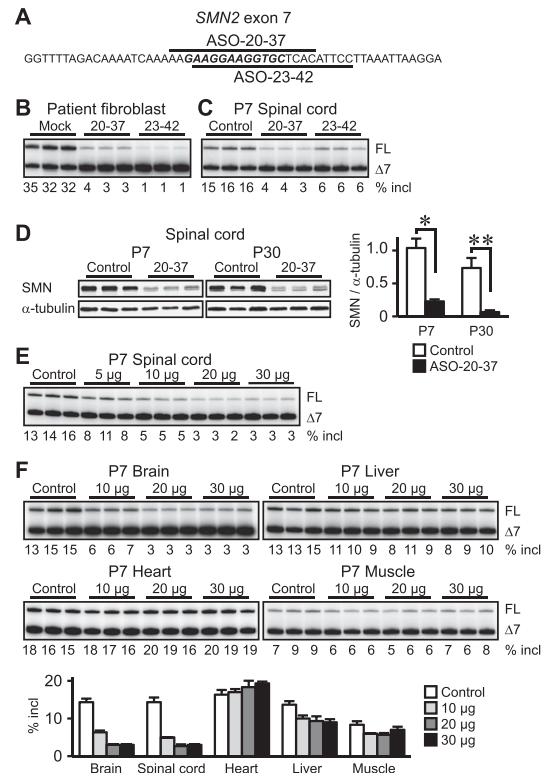 A
SMN2 exon 7
ASO-20-37
GGTTTTAGACAAAATCAAAAAGAAGGAAGGTGCTCACATTCCTTAAATTAAGGA
ASO-23-42
B
Patient fibroblast
Mock 20-37 23-42
35 32 32 4 3 3 1 1 1
C
P7 Spinal cord
Control 20-37 23-42
FL
Δ7
15 16 16 4 4 3 6 6 6 % incl
D
Spinal cord
P7 P30
Control 20-37 Control 20-37
SMN
α-tubulin
SMN / α-tubulin
1.0
0.5
0
* **
P7 P30
Control
ASO-20-37
E
P7 Spinal cord
Control 5 µg 10 µg 20 µg 30 µg
FL
Δ7
13 14 16 8 11 8 5 5 5 3 3 2 3 3 3 % incl
F
P7 Brain
Control 10 µg 20 µg 30 µg
13 15 15 6 6 7 3 3 3 3 3 3
P7 Liver
Control 10 µg 20 µg 30 µg
FL
Δ7
13 13 15 11 10 9 8 11 9 8 9 10 % incl
P7 Heart
Control 10 µg 20 µg 30 µg
18 16 15 18 17 16 20 19 16 20 19 19
P7 Muscle
Control 10 µg 20 µg 30 µg
FL
Δ7
7 9 9 6 6 6 5 6 6 7 6 8 % incl
% incl
20
10
0
Brain Spinal cord Heart Liver Muscle
Control
10 µg
20 µg
30 µg